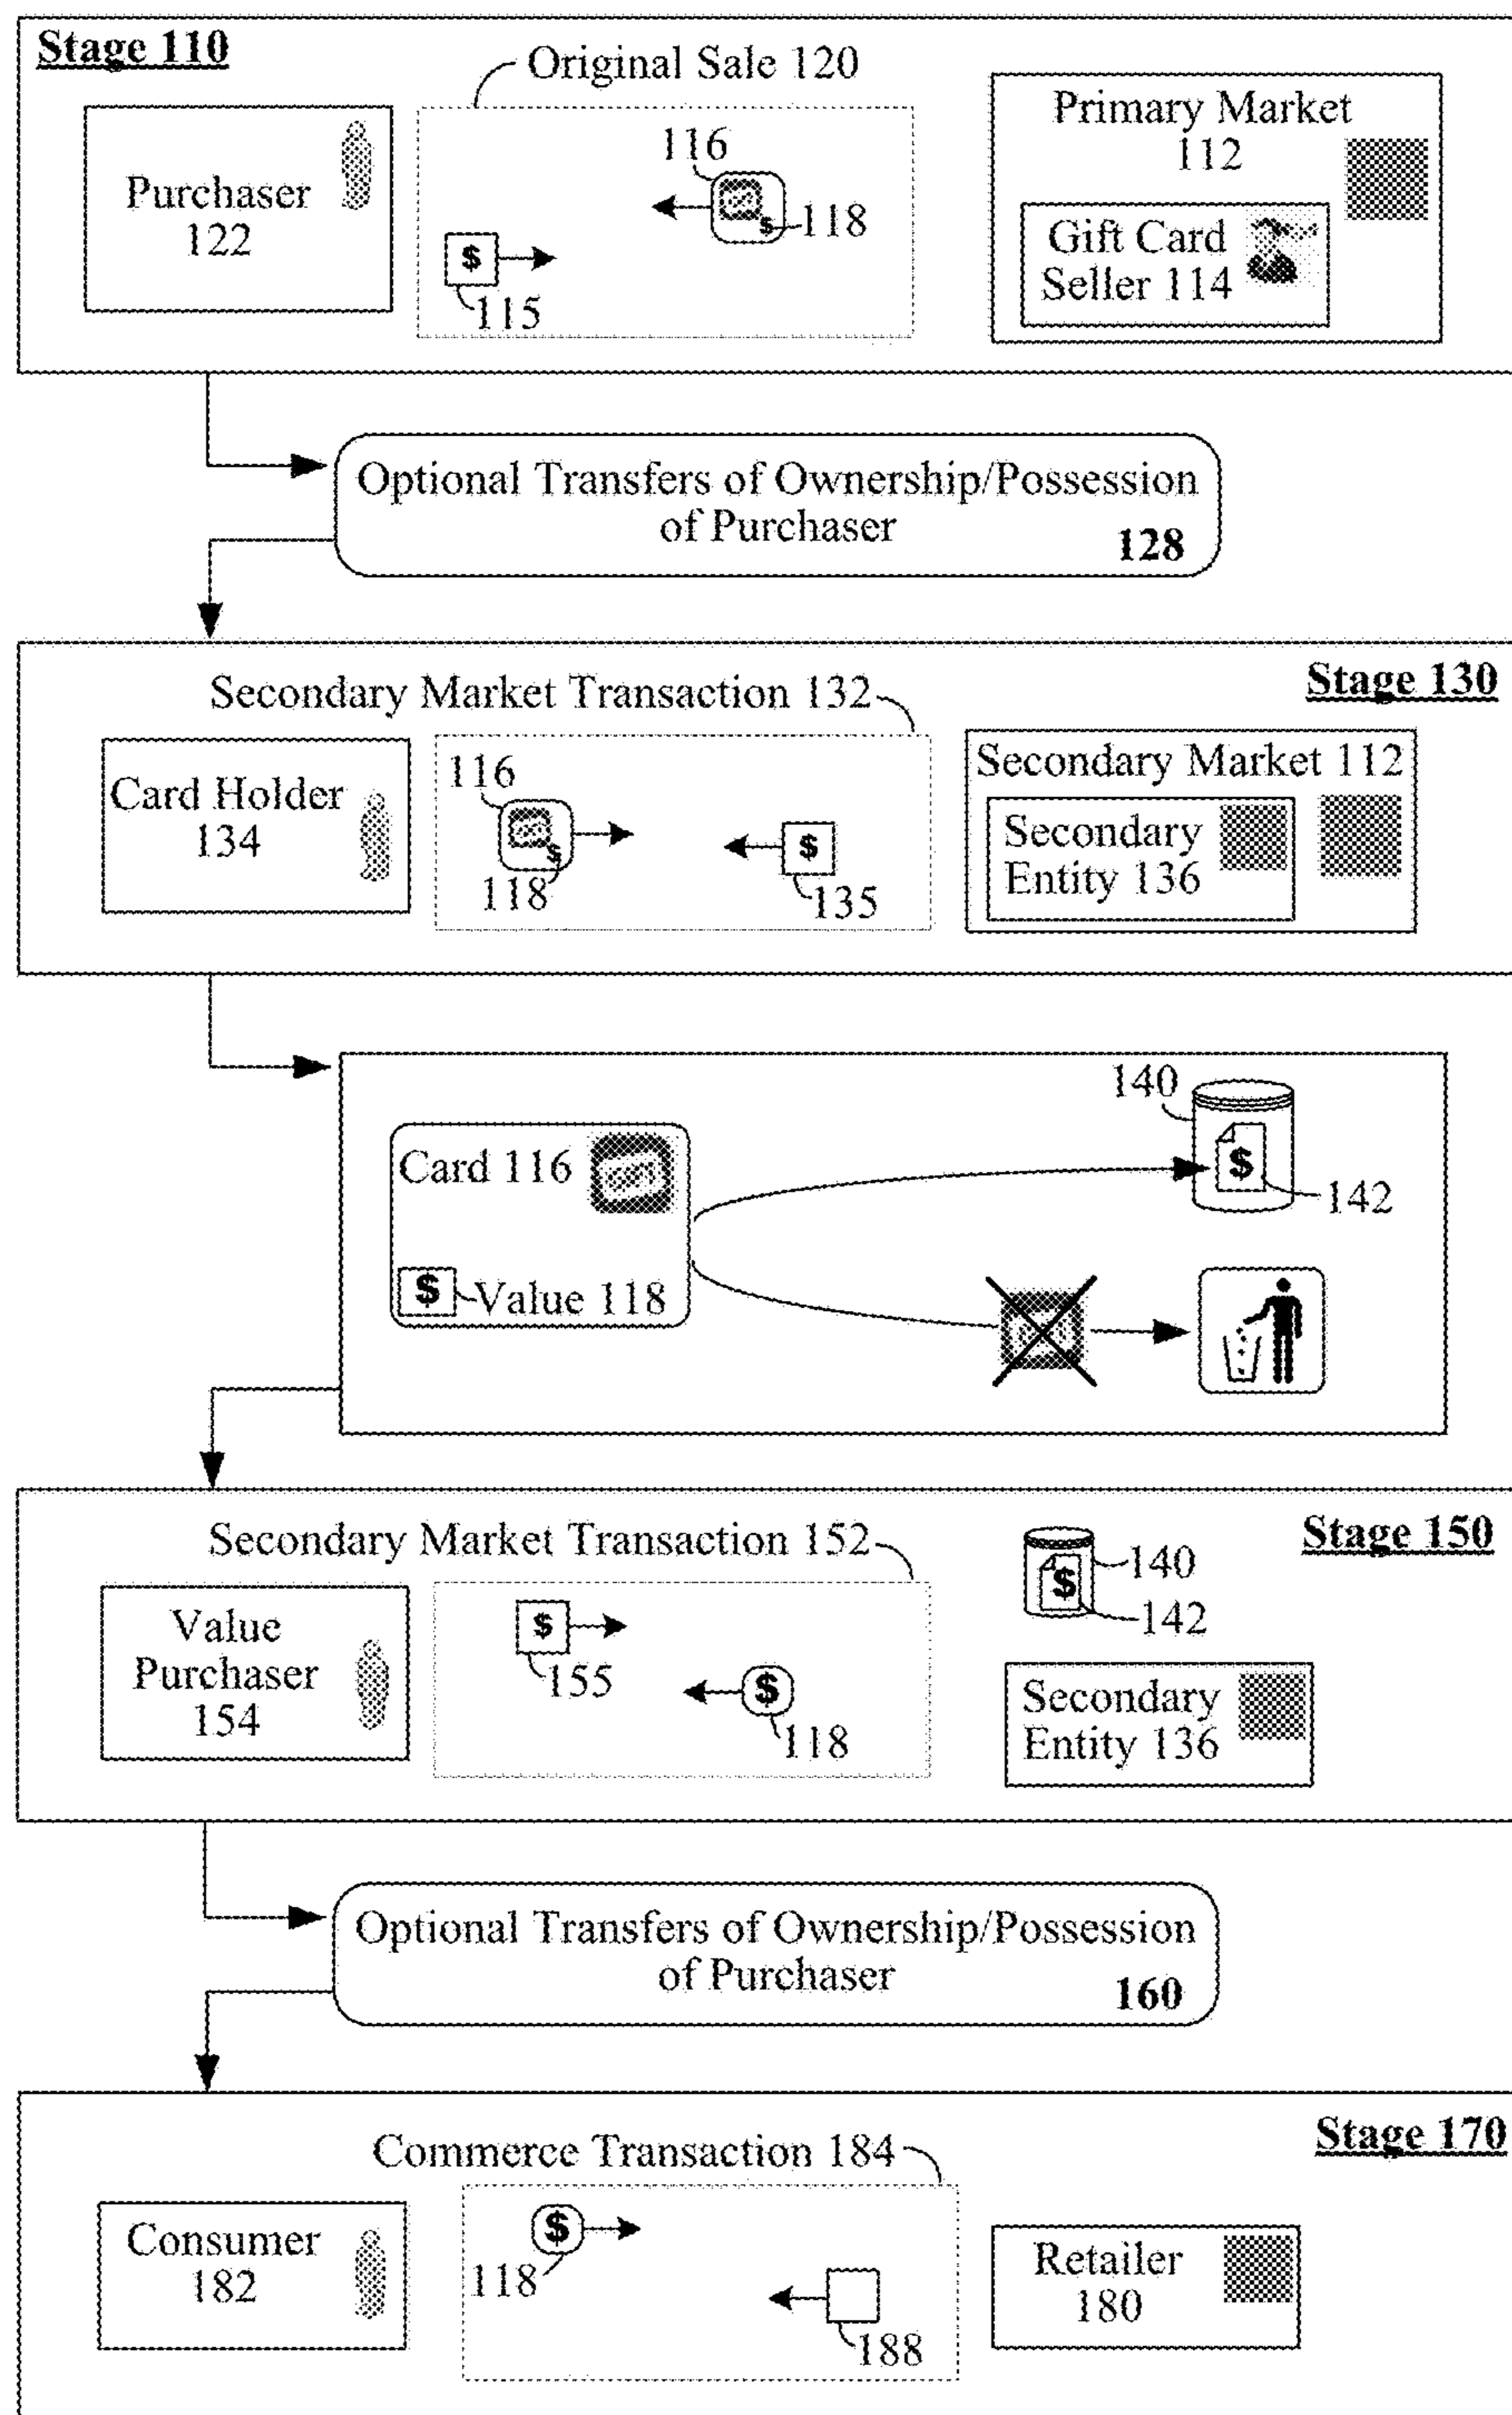 Stage 110
Original Sale 120
Purchaser
122
116
118
$
$
115
Primary Market
112
Gift Card
Seller 114
Optional Transfers of Ownership/Possession
of Purchaser
128
Stage 130
Secondary Market Transaction 132
Card Holder
134
116
$
118
$
135
Secondary Market 112
Secondary
Entity 136
140
Card 116
$
142
$
Value 118
Stage 150
Secondary Market Transaction 152
Value
Purchaser
154
$
155
$
118
140
$
142
Secondary
Entity 136
Optional Transfers of Ownership/Possession
of Purchaser
160
Stage 170
Commerce Transaction 184
Consumer
182
$
118
188
Retailer
180